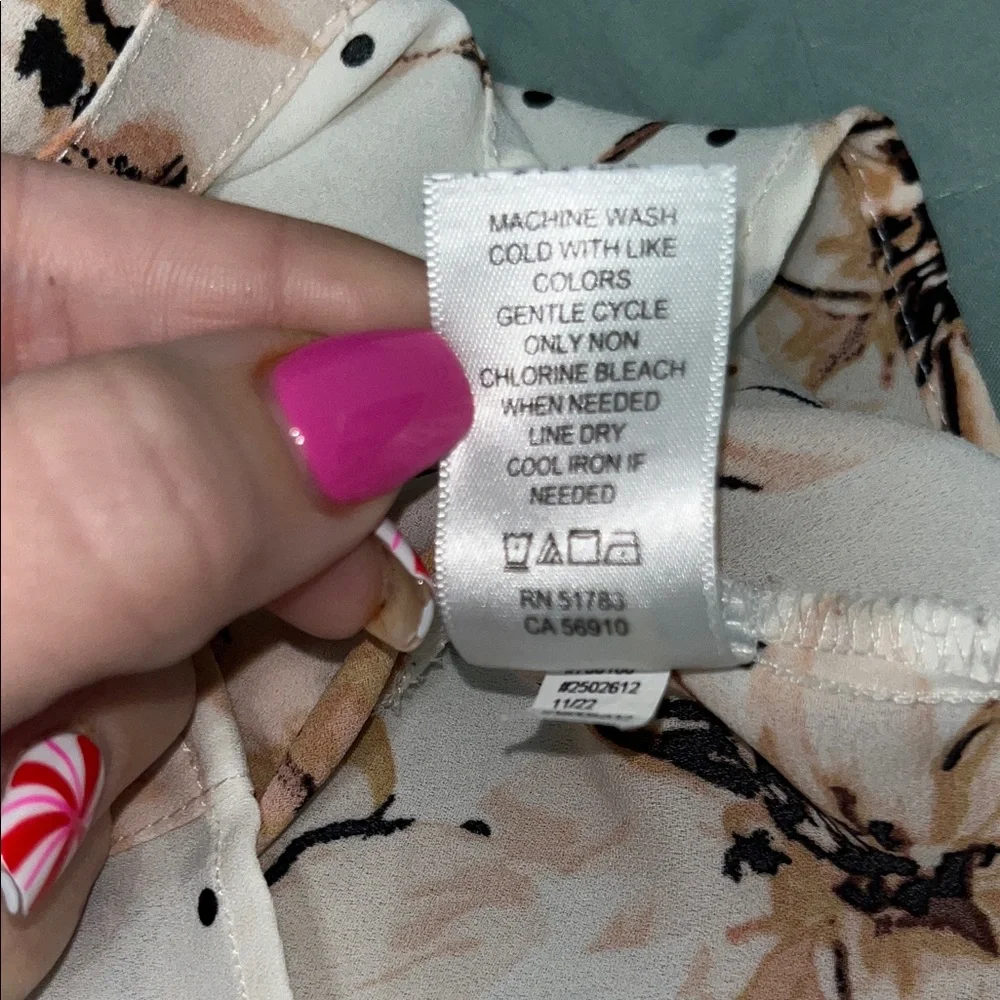 MACHINE WASH
COLD WITH LIKE
COLORS
GENTLE CYCLE
ONLY NON
CHLORINE BLEACH
WHEN NEEDED
LINE DRY
COOL IRON IF
NEEDED
RN 51783
CA 56910
#2502612
11/22